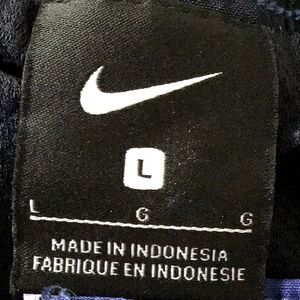 L
L G G
MADE IN INDONESIA
FABRIQUE EN INDONESIE